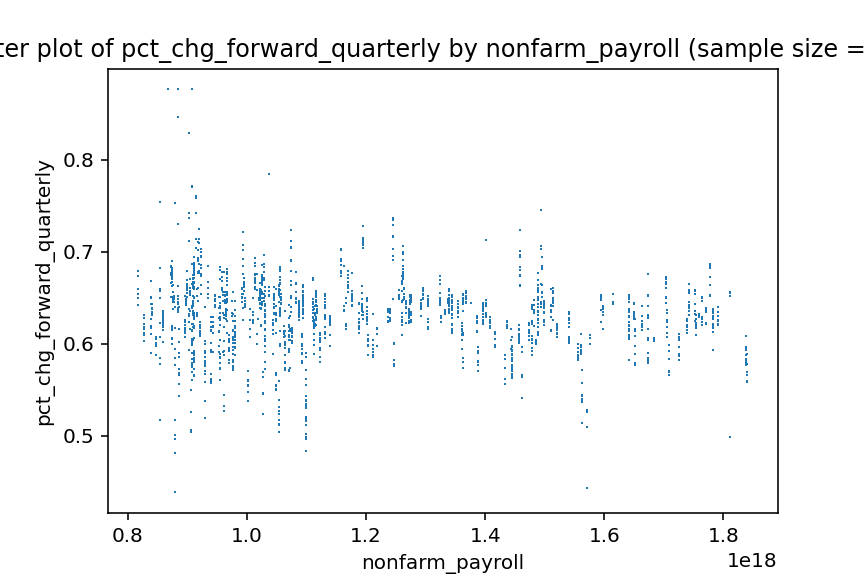 ter plot of pct_chg_forward_quarterly by nonfarm_payroll (sample size =
pct_chg_forward_quarterly
0.8
0.7
0.6
0.5
0.8 1.0 1.2 1.4 1.6 1.8
nonfarm_payroll
1e18